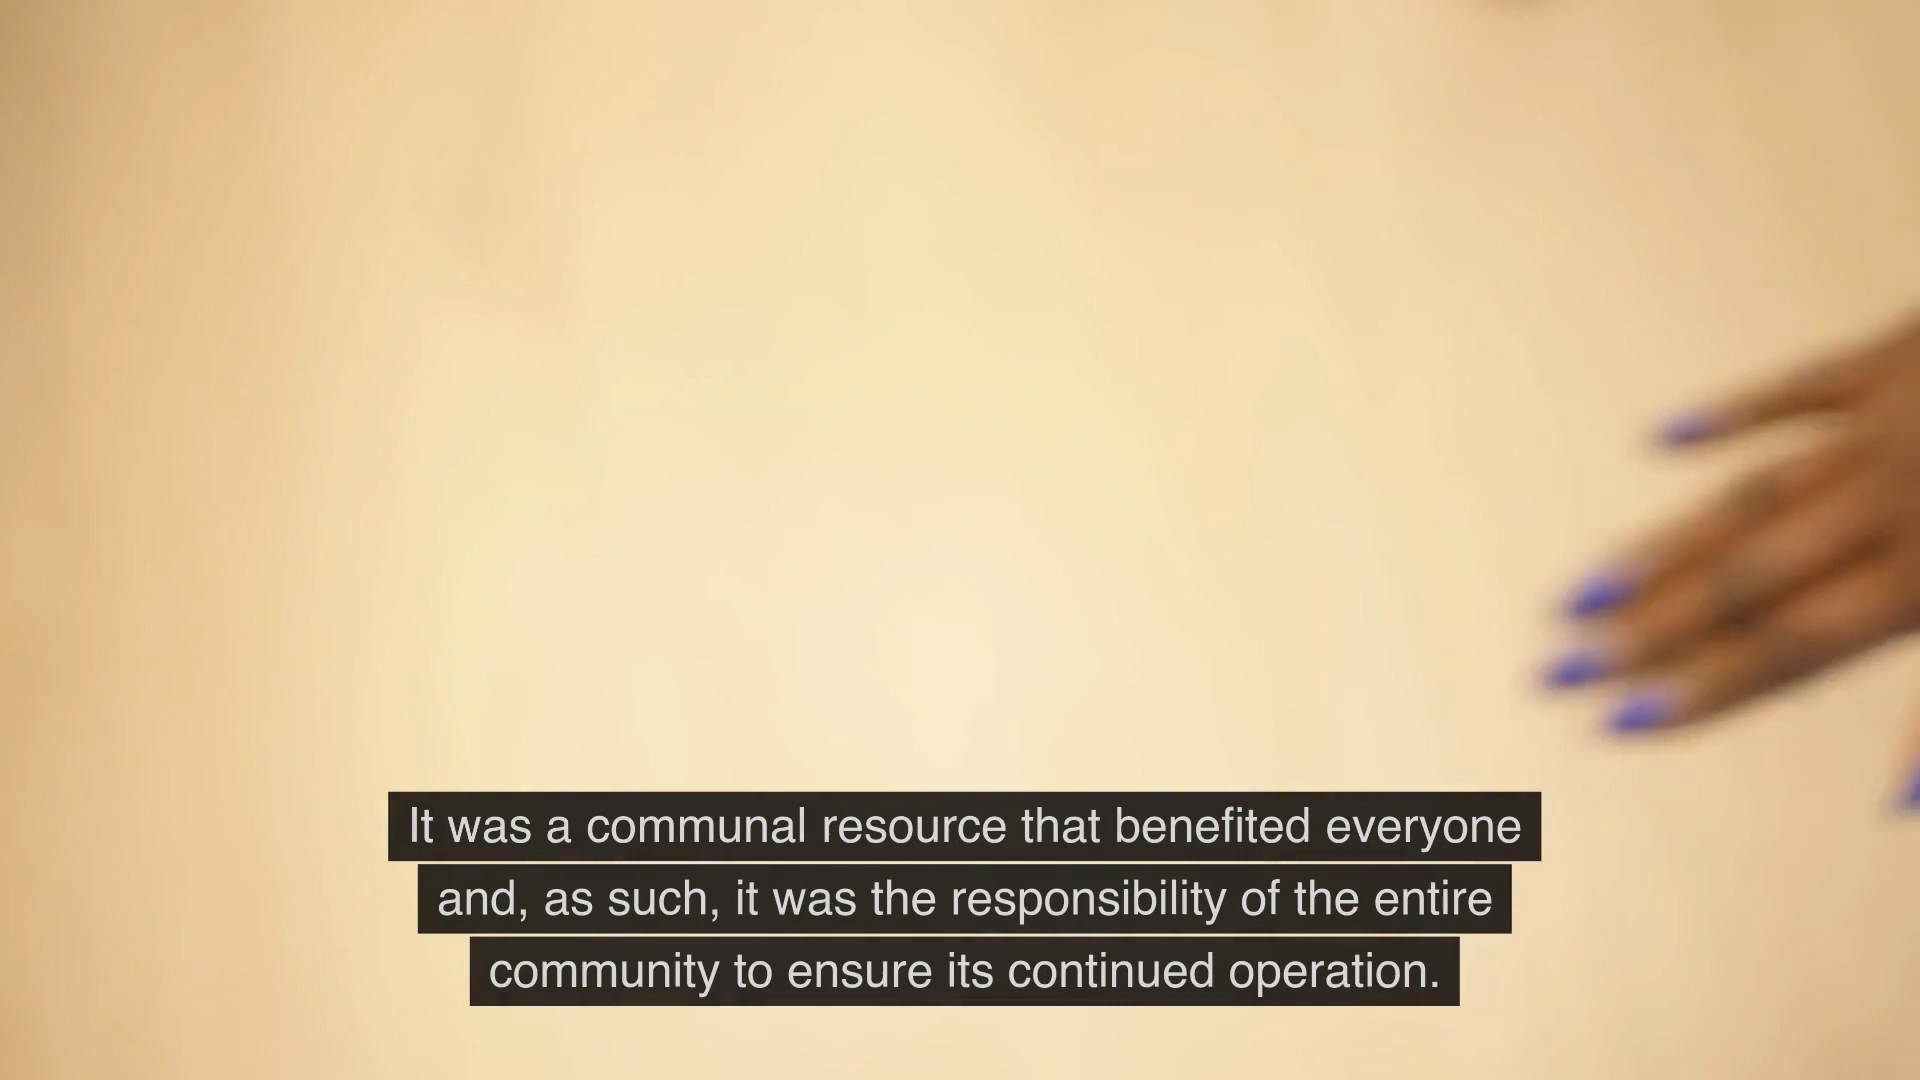 It was a communal resource that benefited everyone
and, as such, it was the responsibility of the entire
community to ensure its continued operation.